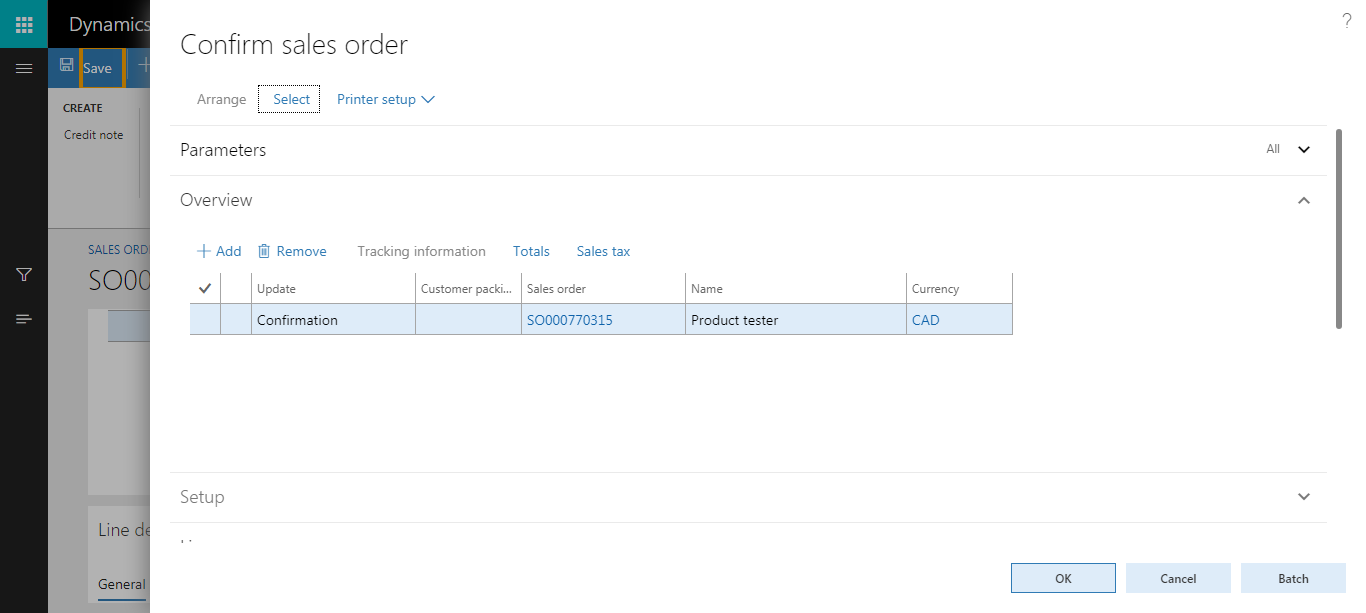 Dynamics
?
Save
CREATE
Credit note
SALES ORD
SO00
Line de
General
Confirm sales order
Arrange Select Printer setup
Parameters All
Overview
Add Remove Tracking information Totals Sales tax
Update Customer packi... Sales order Name Currency
Confirmation SO000770315 Product tester CAD
Setup
OK Cancel Batch